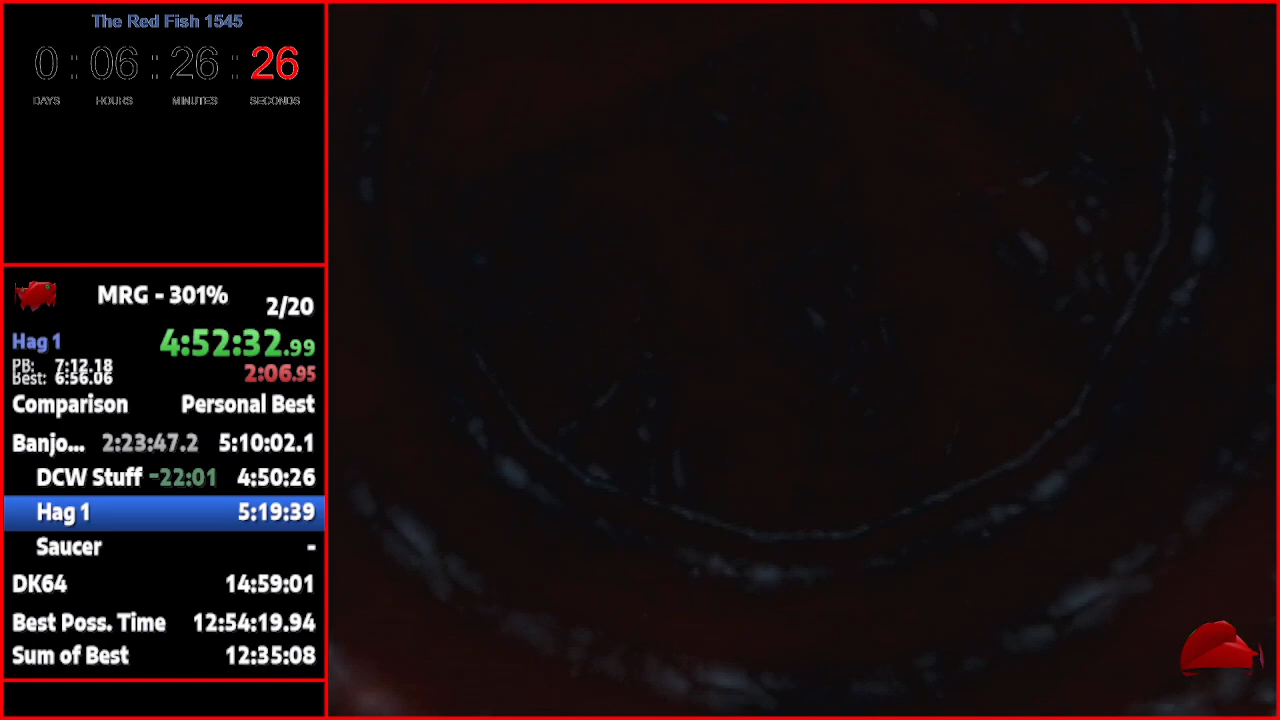 The Red Fish 1545
0 : 06 : 26 : 26
DAYS HOURS MINUTES SECONDS
MRG - 301% 2/20
Hag 1 4:52:32.99
PB: 7:12.18 2:06.95
Best: 6:56.06
Comparison Personal Best
Banjo... 2:23:47.2 5:10:02.1
DCW Stuff -22:01 4:50:26
Hag 1 5:19:39
Saucer -
DK64 14:59:01
Best Poss. Time 12:54:19.94
Sum of Best 12:35:08